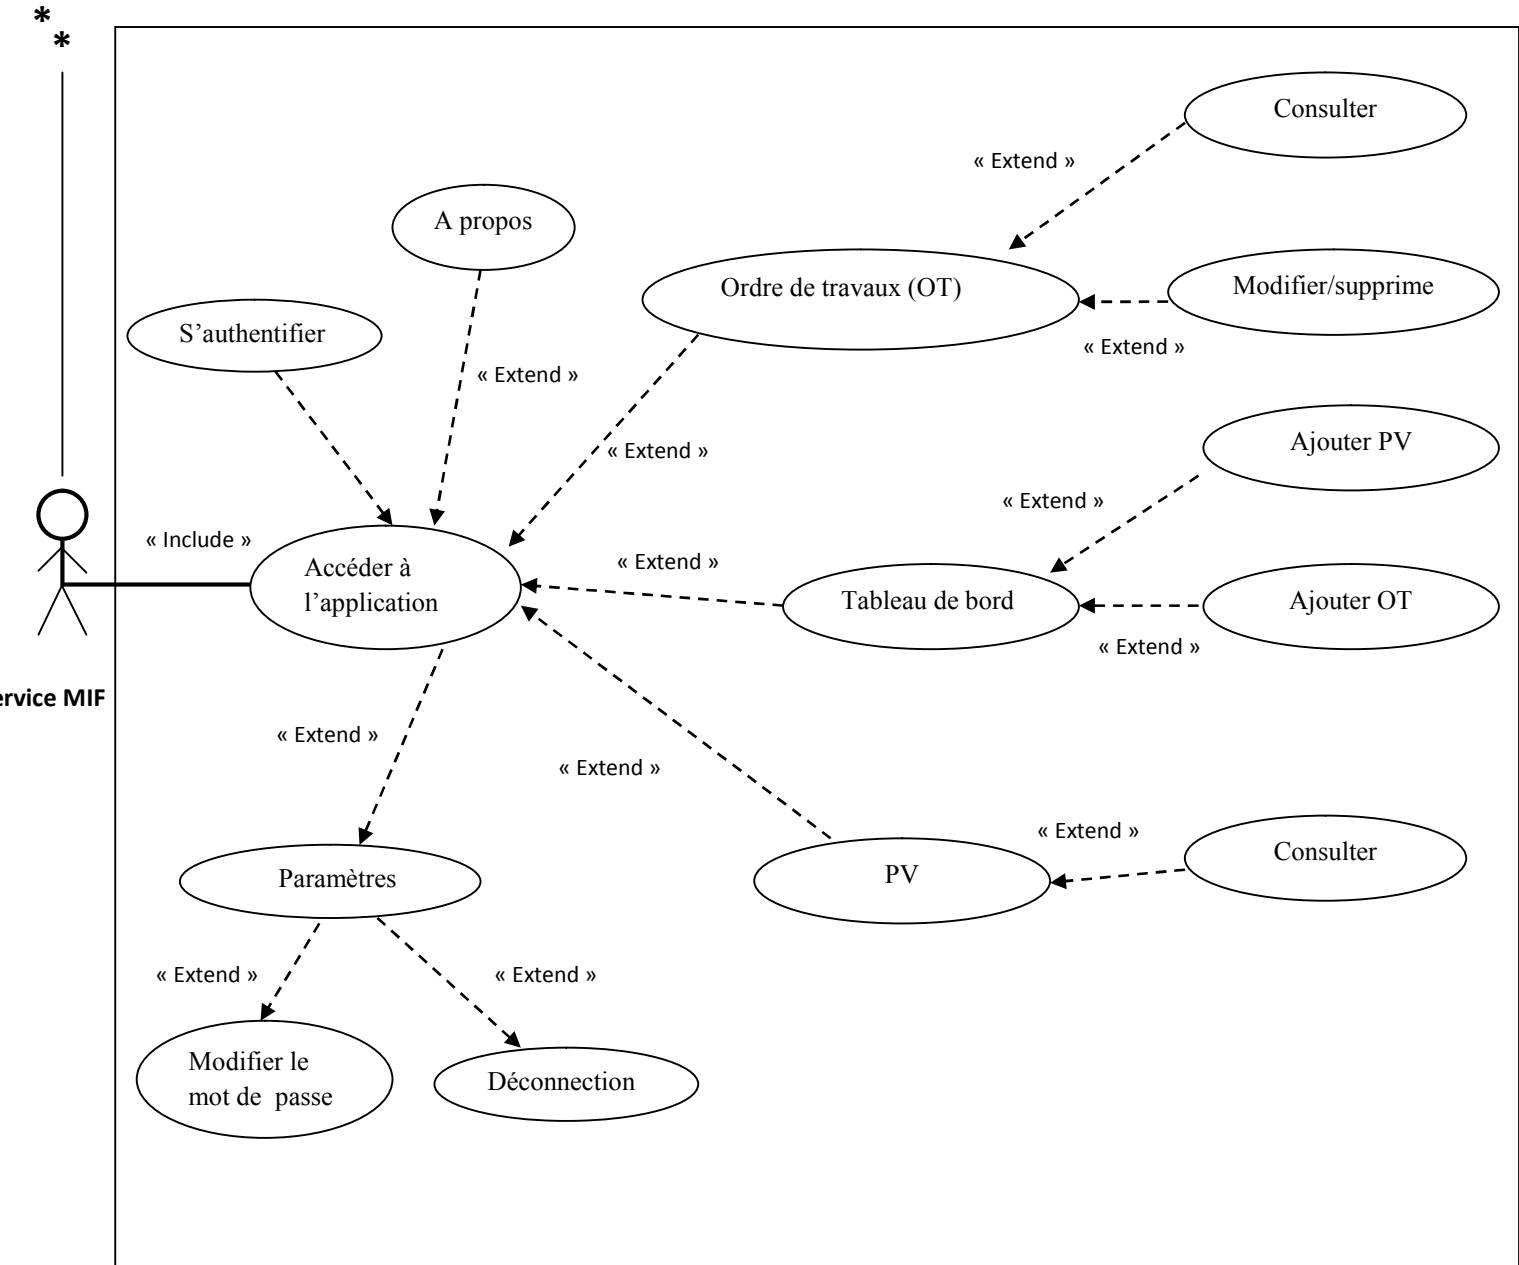 *
*
Consulter
« Extend »
A propos
Ordre de travaux (OT)
Modifier/supprime
S’authentifier
« Extend »
« Extend »
Ajouter PV
« Extend »
« Extend »
« Include »
« Extend »
Accéder à
l’application
Tableau de bord
Ajouter OT
« Extend »
ervice MIF
« Extend »
« Extend »
« Extend »
Consulter
PV
Paramètres
« Extend »
« Extend »
Modifier le
mot de  passe
Déconnection